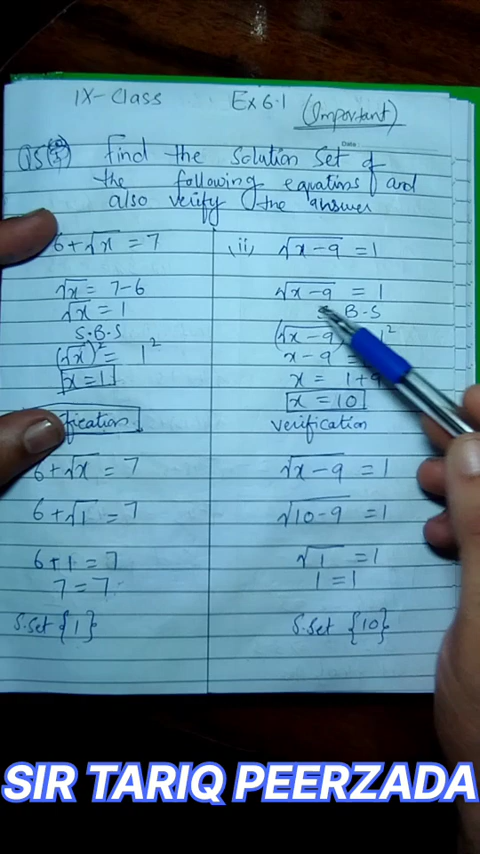 IX-Class Ex 6.1 (Important)
Date
Q5 Find the Solution Set of
the following equations and
also verify the answer
6+√x = 7
√x = 7-6
√x = 1
S.B.S
(√x)² = 1²
x=1
6+√x = 7
6+√1 = 7
6+1 = 7
7=7
S.Set {1}
(ii) √x-9 = 1
√x-9 = 1
S.B.S
(√x-9) 1²
x-9 =
x = 1+9
x = 10
verification
√x-9 = 1
√10-9 = 1
√1 = 1
1=1
S.Set {10}
SIR TARIQ PEERZADA